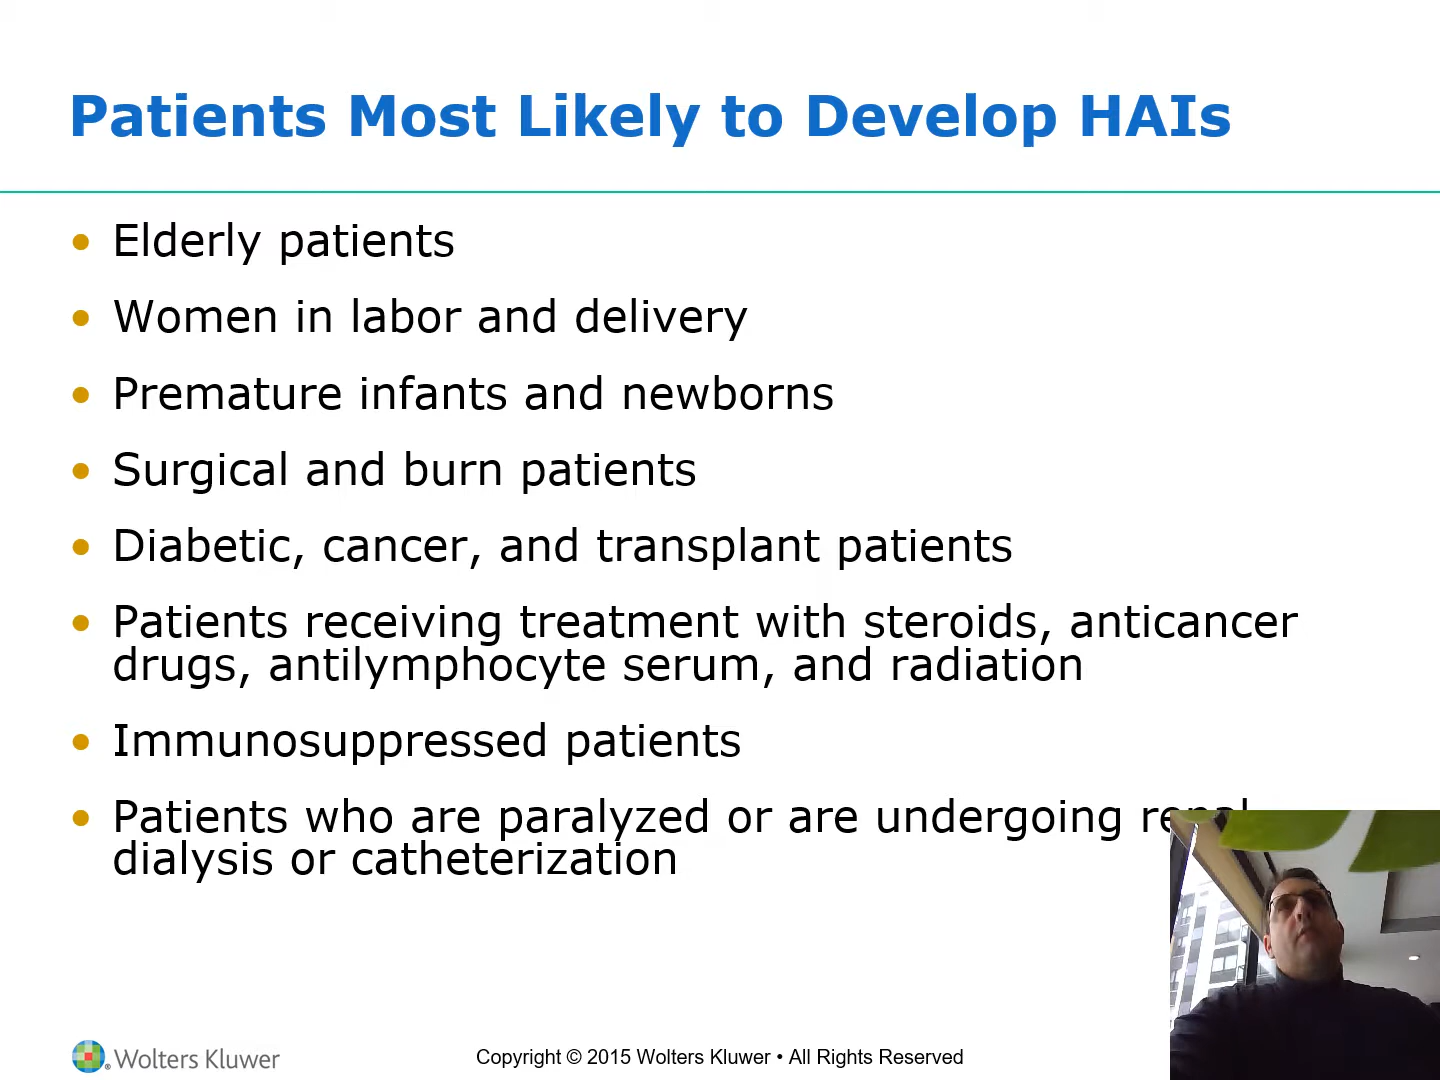 Patients Most Likely to Develop HAIs
• Elderly patients
• Women in labor and delivery
• Premature infants and newborns
• Surgical and burn patients
• Diabetic, cancer, and transplant patients
• Patients receiving treatment with steroids, anticancer
drugs, antilymphocyte serum, and radiation
• Immunosuppressed patients
• Patients who are paralyzed or are undergoing renal
dialysis or catheterization
Wolters Kluwer
Copyright © 2015 Wolters Kluwer • All Rights Reserved